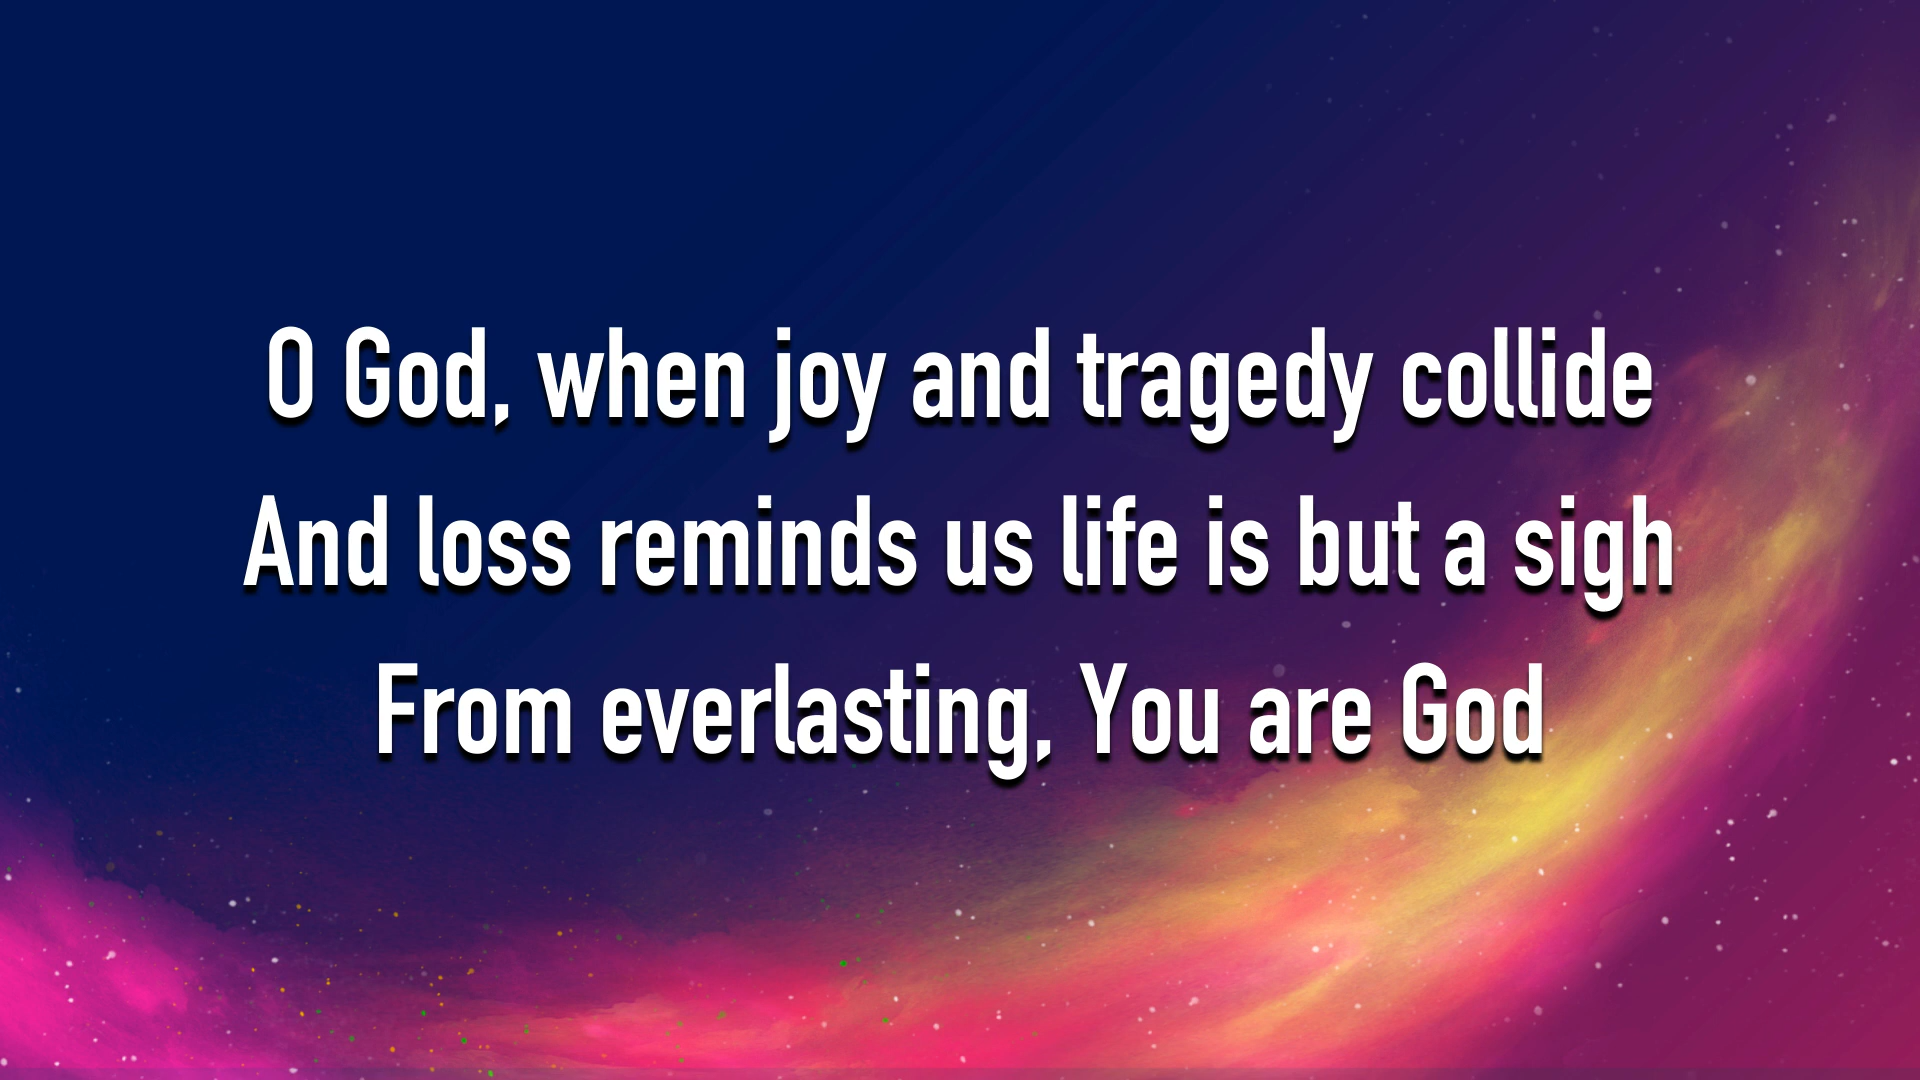 O God, when joy and tragedy collide
And loss reminds us life is but a sigh
From everlasting, You are God